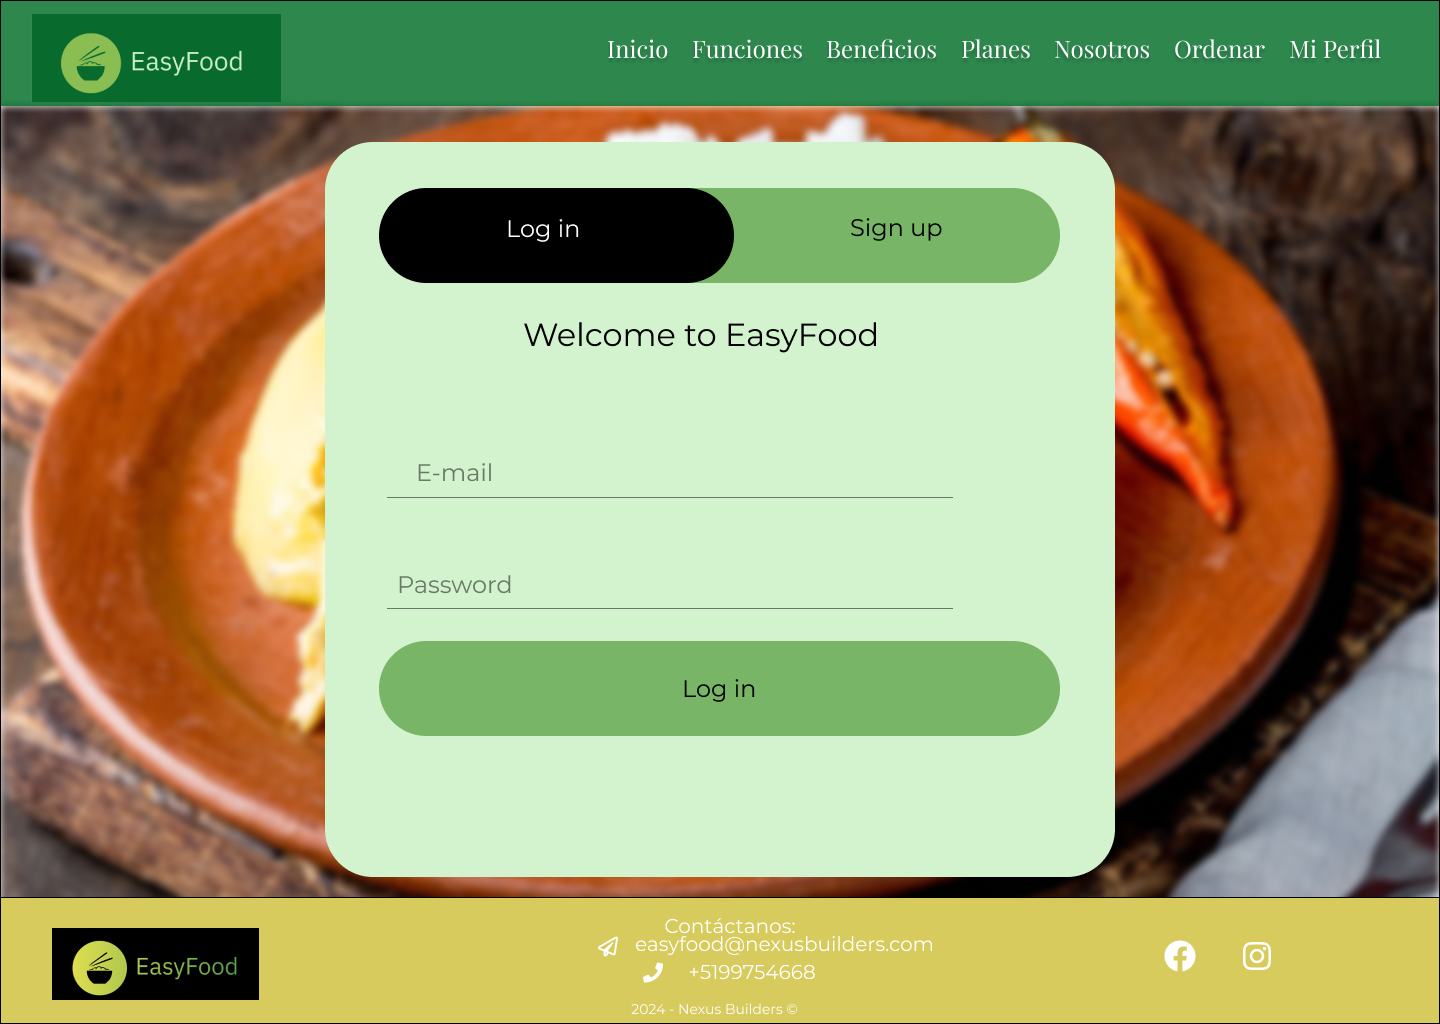 EasyFood
Inicio Funciones Beneficios Planes Nosotros Ordenar Mi Perfil
Log in Sign up
Welcome to EasyFood
E-mail
Password
Log in
EasyFood
Contáctanos:
easyfood@nexusbuilders.com
+5199754668
2024 - Nexus Builders ©